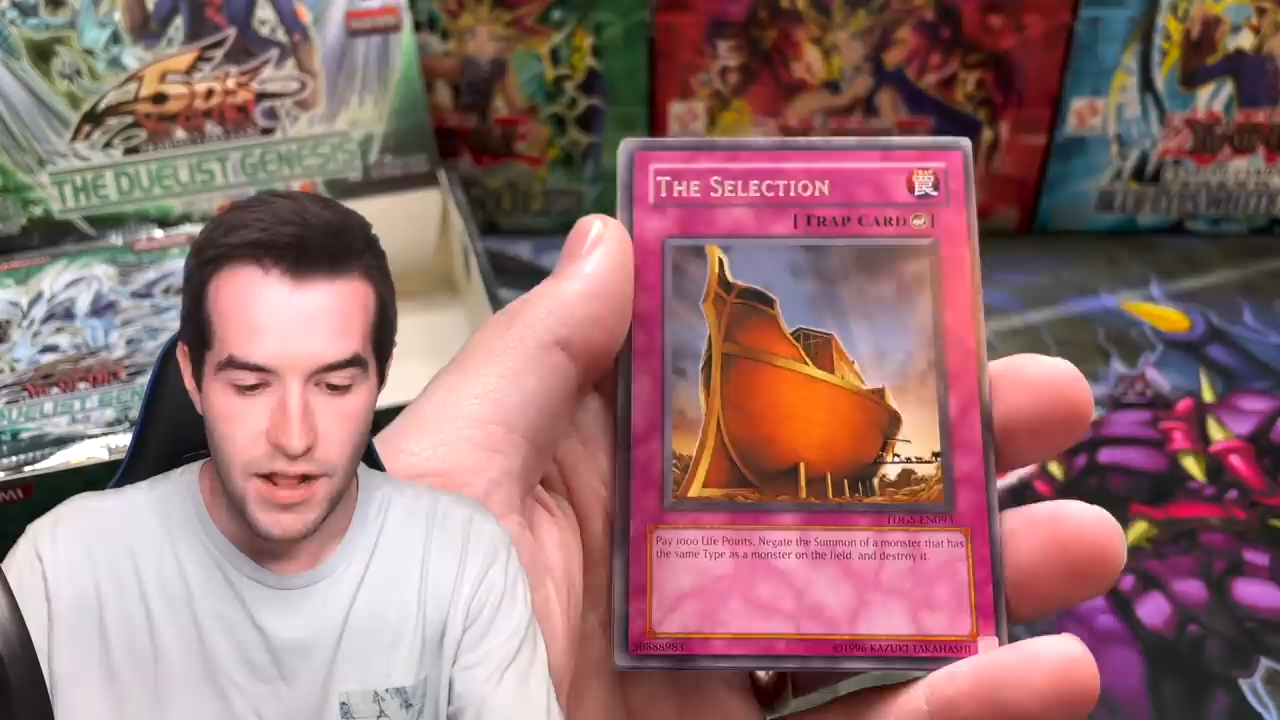 5D's
THE DUELIST GENESIS
The Selection
[Trap Card
TDGS-EN093
Pay 1000 Life Points. Negate the Summon of a monster that has
the same Type as a monster on the field, and destroy it.
30888983
©1996 KAZUKI TAKAHASHI